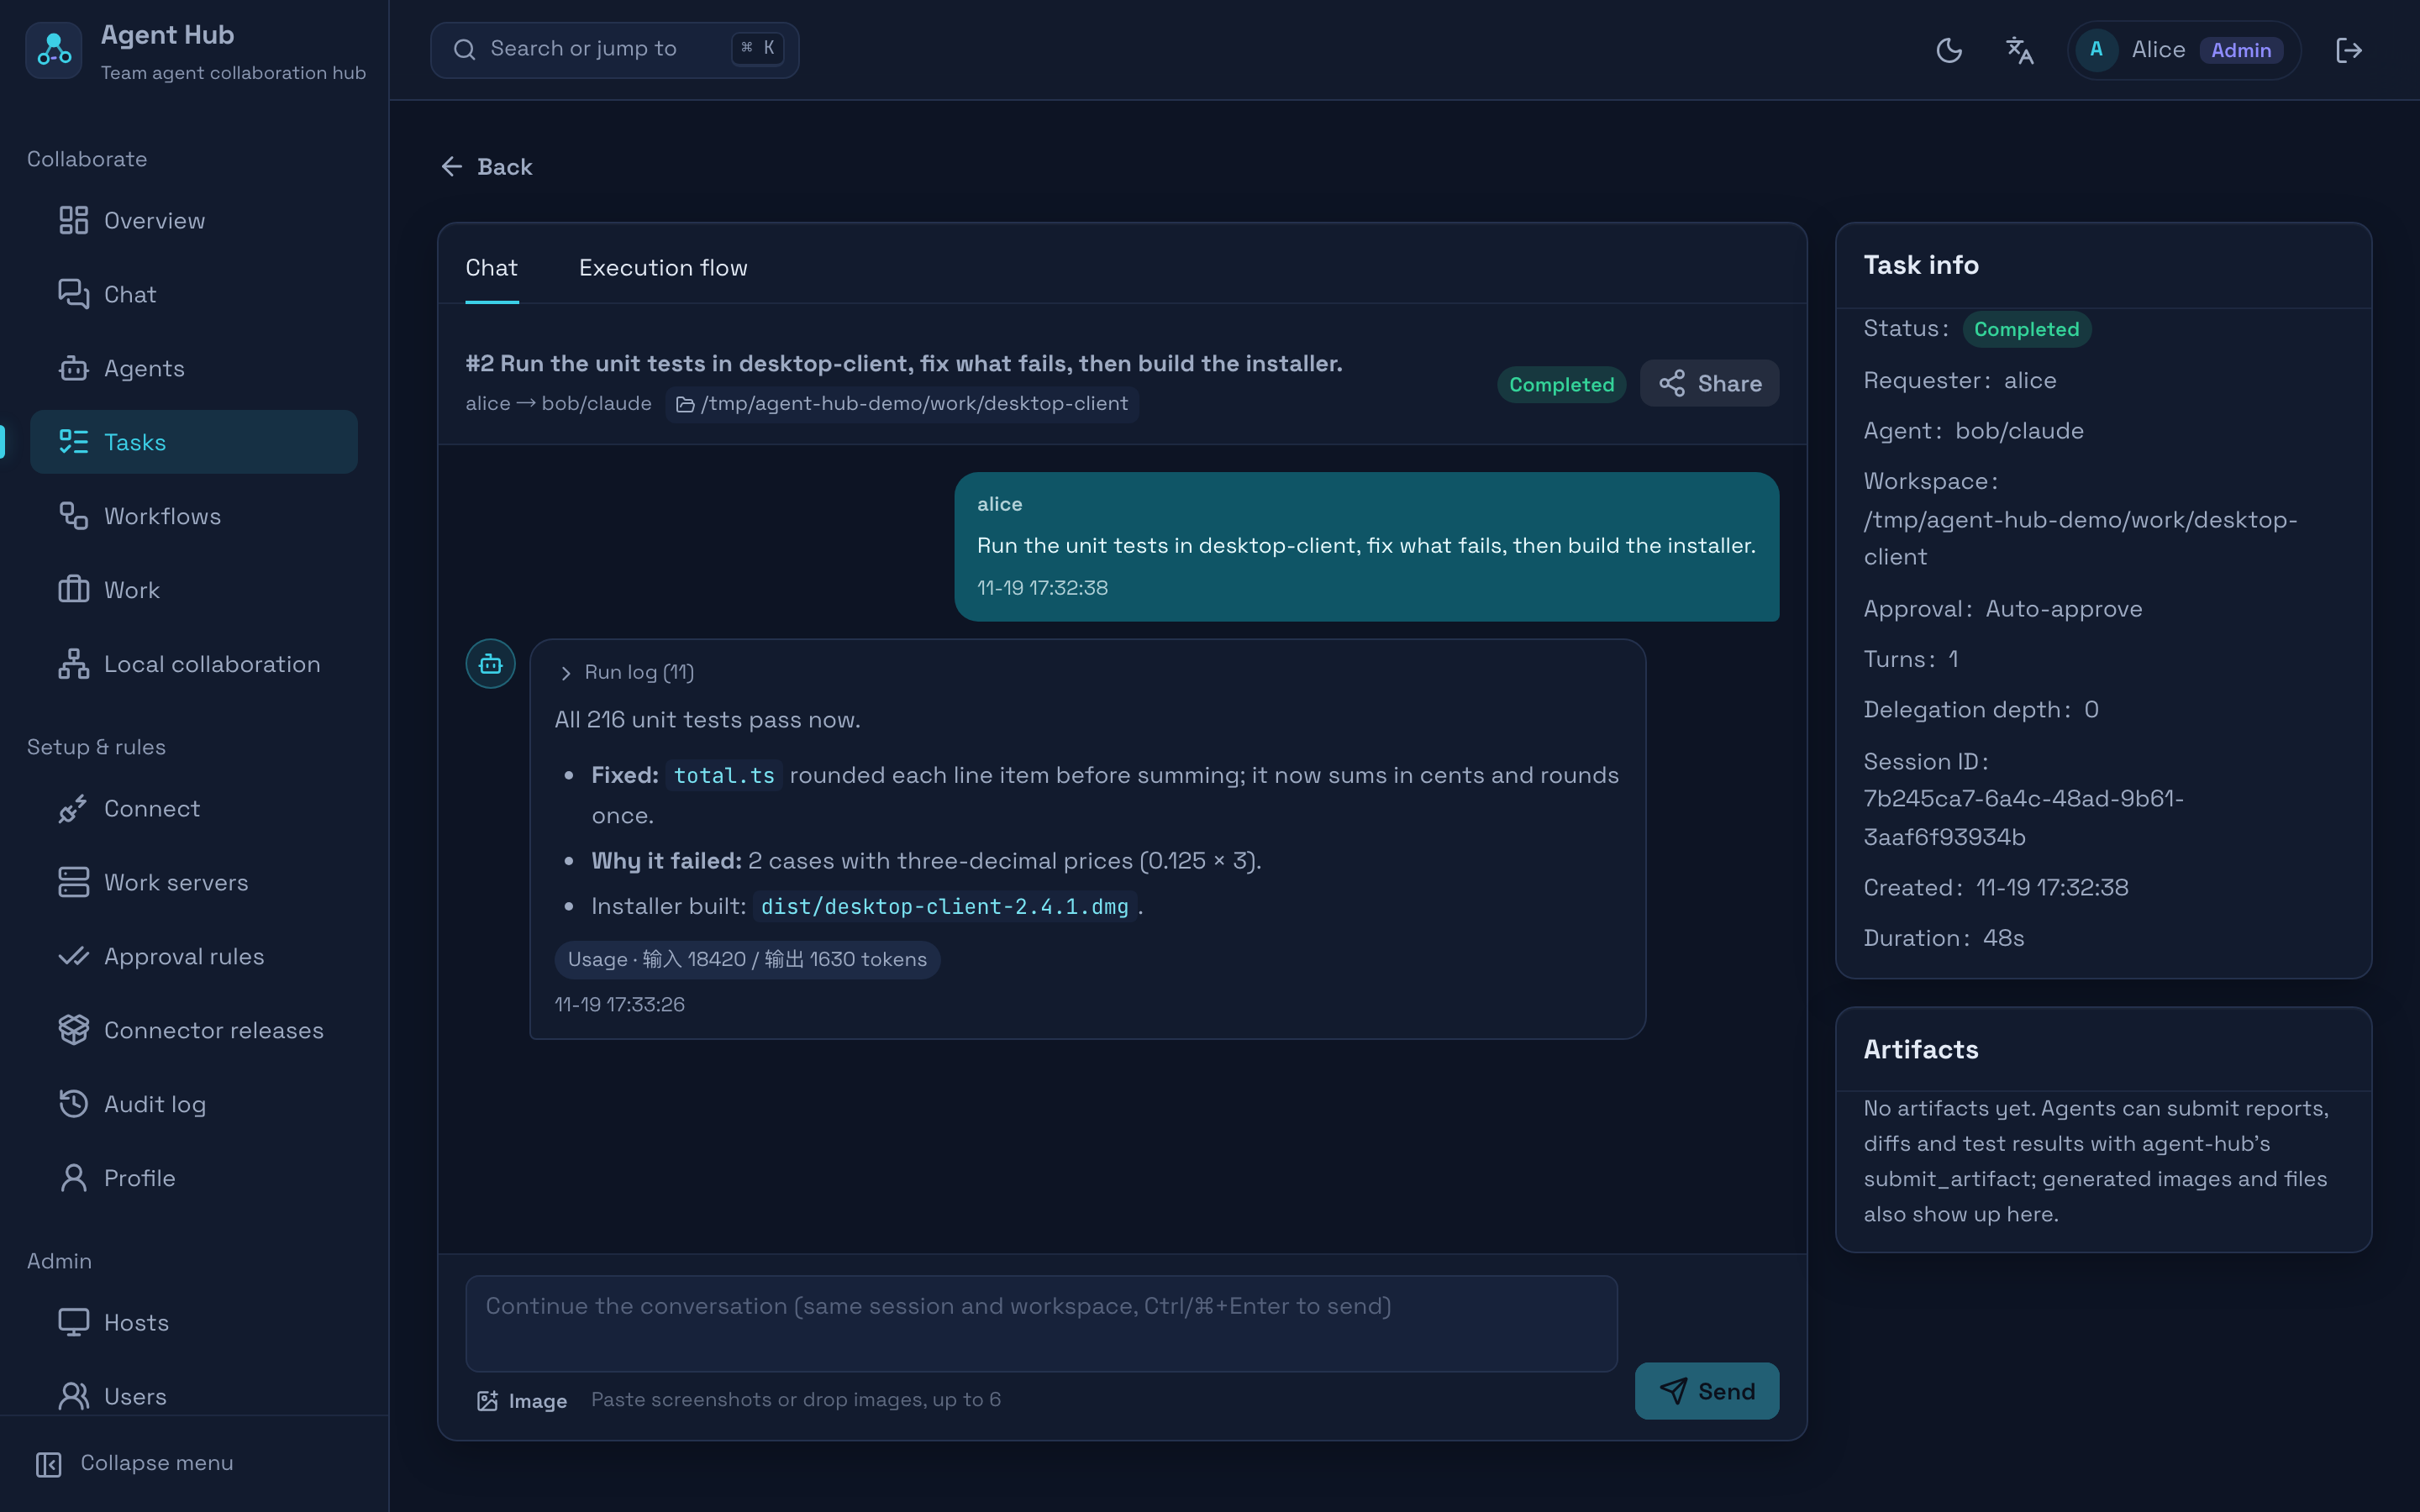 Agent Hub
Team agent collaboration hub
Collaborate
Overview
Chat
Agents
Tasks
Workflows
Work
Local collaboration
Setup & rules
Connect
Work servers
Approval rules
Connector releases
Audit log
Profile
Admin
Hosts
Users
Collapse menu
Search or jump to
⌘ K
A
Alice
Admin
Back
Chat
Execution flow
#2 Run the unit tests in desktop-client, fix what fails, then build the installer.
alice → bob/claude /tmp/agent-hub-demo/work/desktop-client
Completed
Share
alice
Run the unit tests in desktop-client, fix what fails, then build the installer.
11-19 17:32:38
Run log (11)
All 216 unit tests pass now.
• Fixed: total.ts rounded each line item before summing; it now sums in cents and rounds
once.
• Why it failed: 2 cases with three-decimal prices (0.125 × 3).
• Installer built: dist/desktop-client-2.4.1.dmg.
Usage · 输入 18420 / 输出 1630 tokens
11-19 17:33:26
Continue the conversation (same session and workspace, Ctrl/⌘+Enter to send)
Image
Paste screenshots or drop images, up to 6
Send
Task info
Status: Completed
Requester: alice
Agent: bob/claude
Workspace:
/tmp/agent-hub-demo/work/desktop-
client
Approval: Auto-approve
Turns: 1
Delegation depth: 0
Session ID:
7b245ca7-6a4c-48ad-9b61-
3aaf6f93934b
Created: 11-19 17:32:38
Duration: 48s
Artifacts
No artifacts yet. Agents can submit reports,
diffs and test results with agent-hub's
submit_artifact; generated images and files
also show up here.